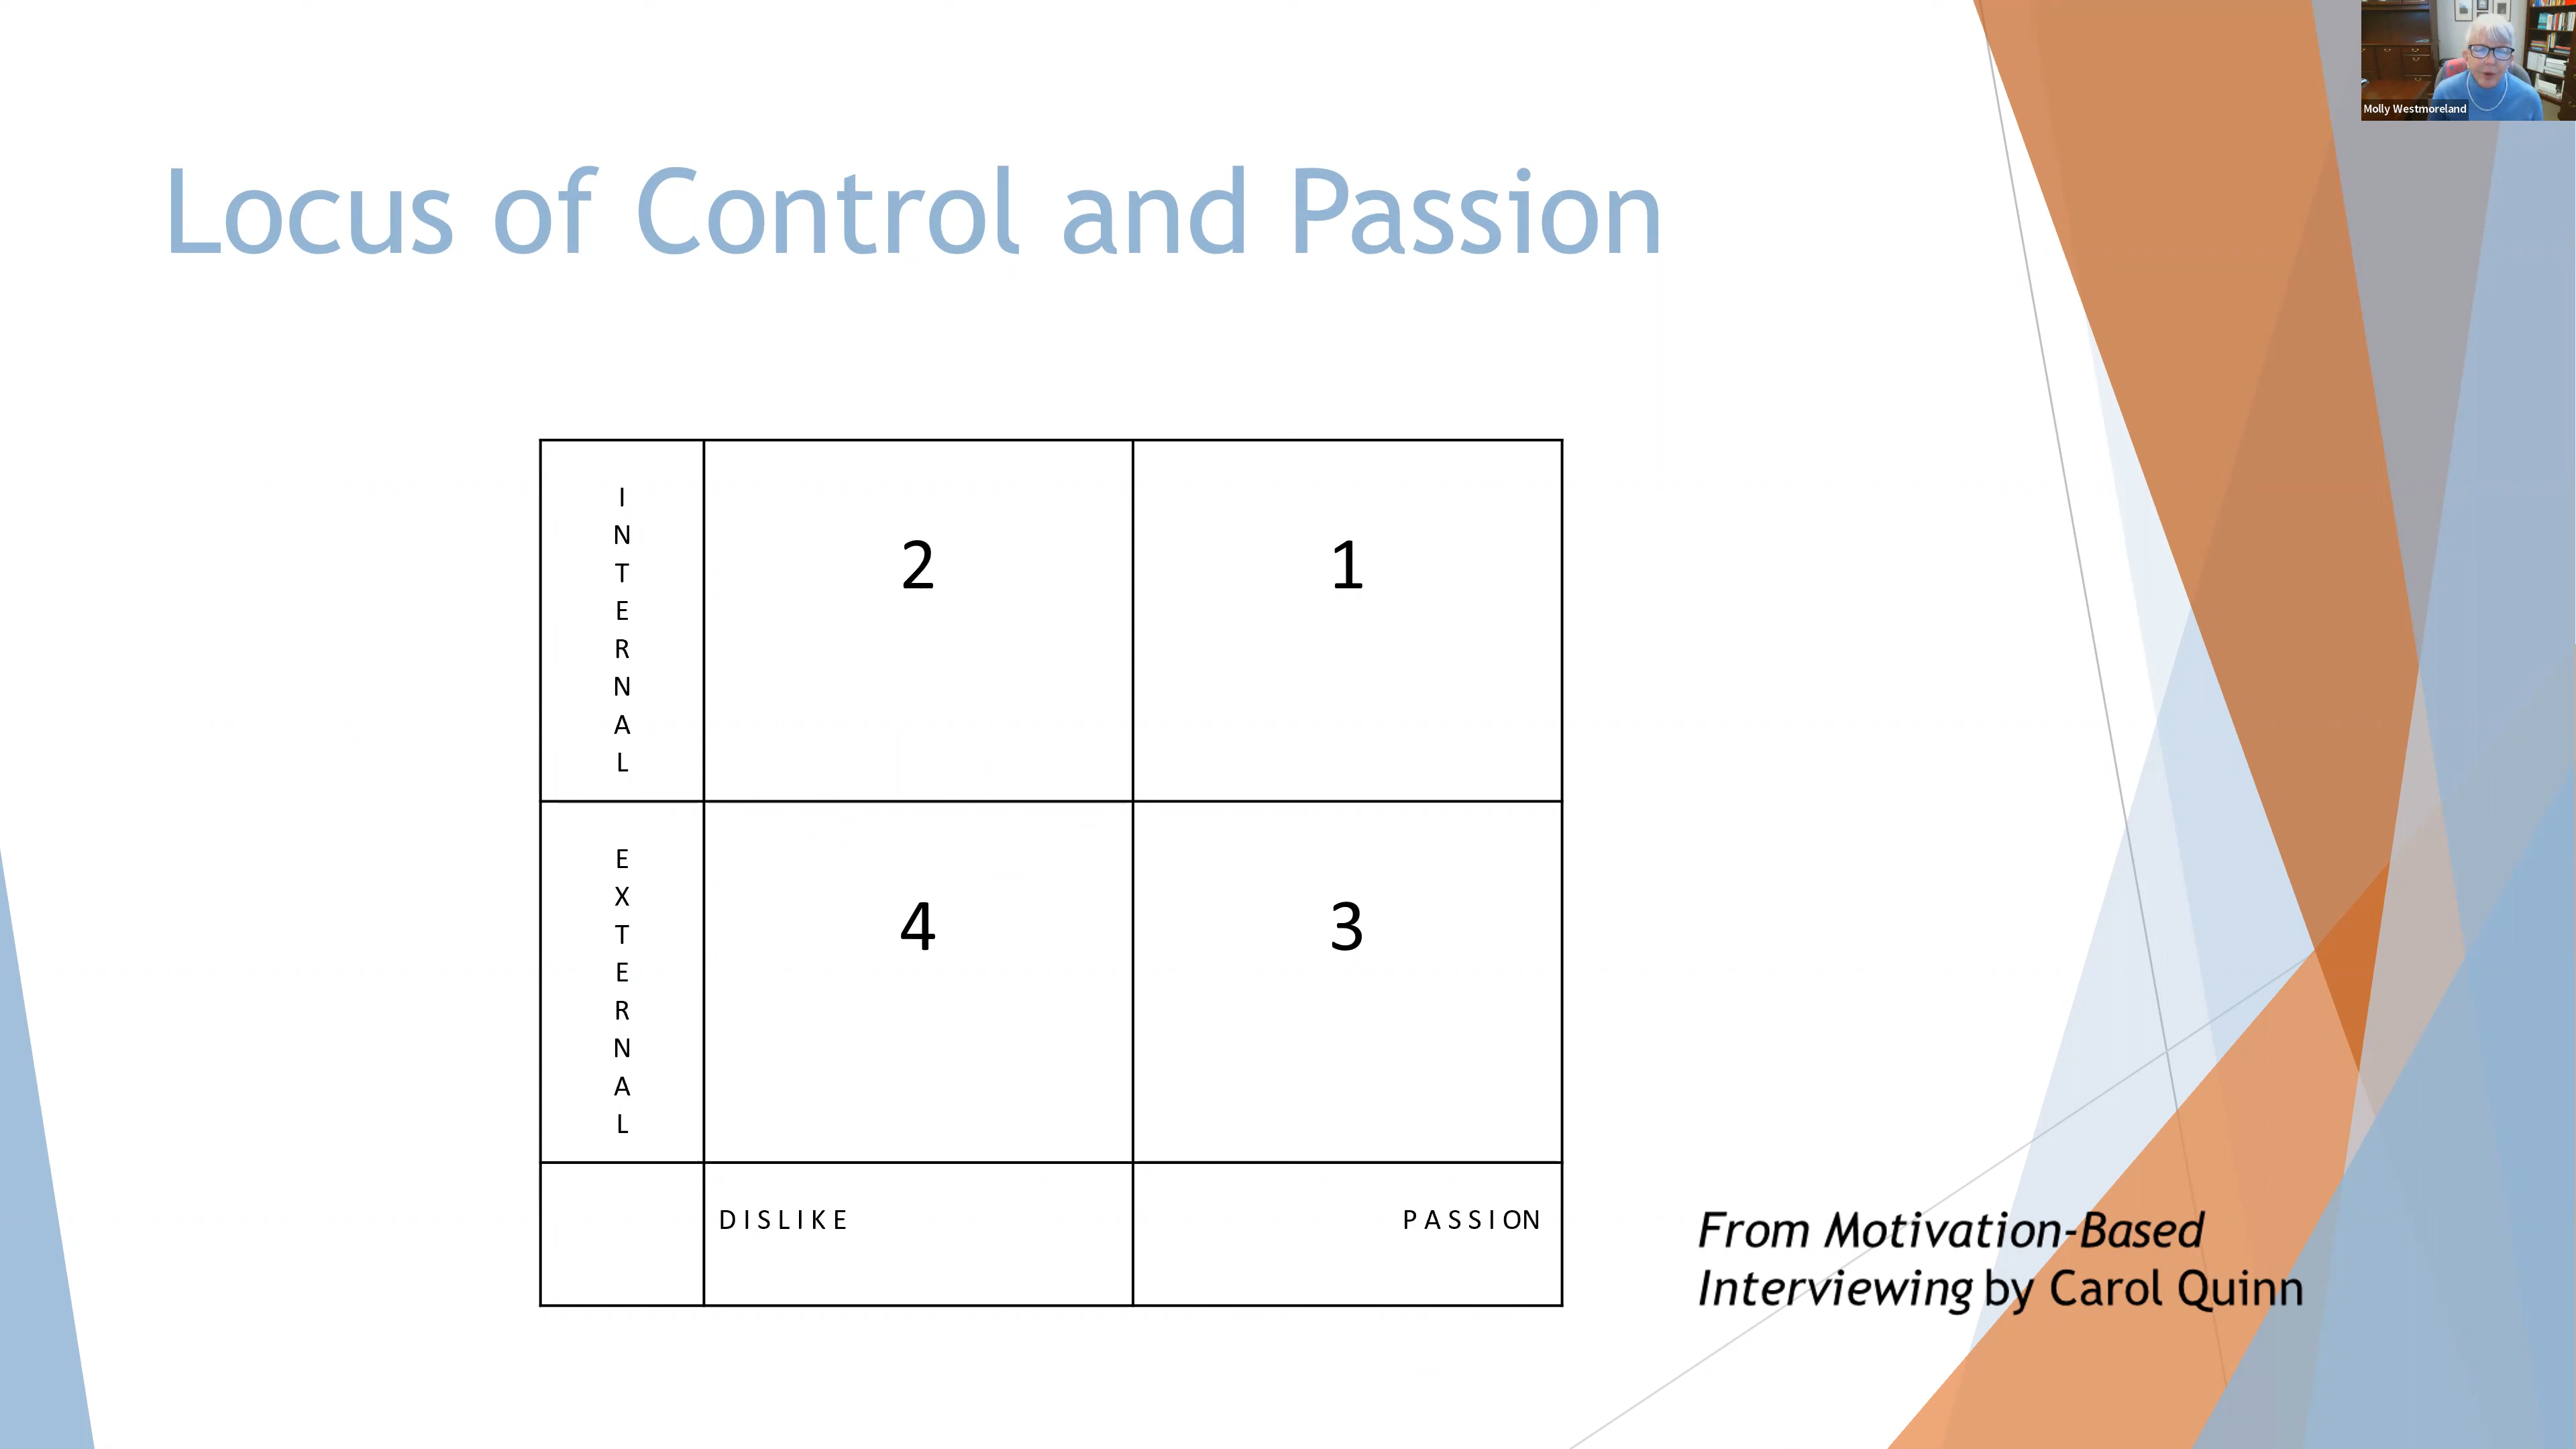 Molly Westmoreland
Locus of Control and Passion
I
N
T
E
R
N
A
L
2
1
E
X
T
E
R
N
A
L
4
3
DISLIKE
PASSION
From Motivation-Based
Interviewing by Carol Quinn